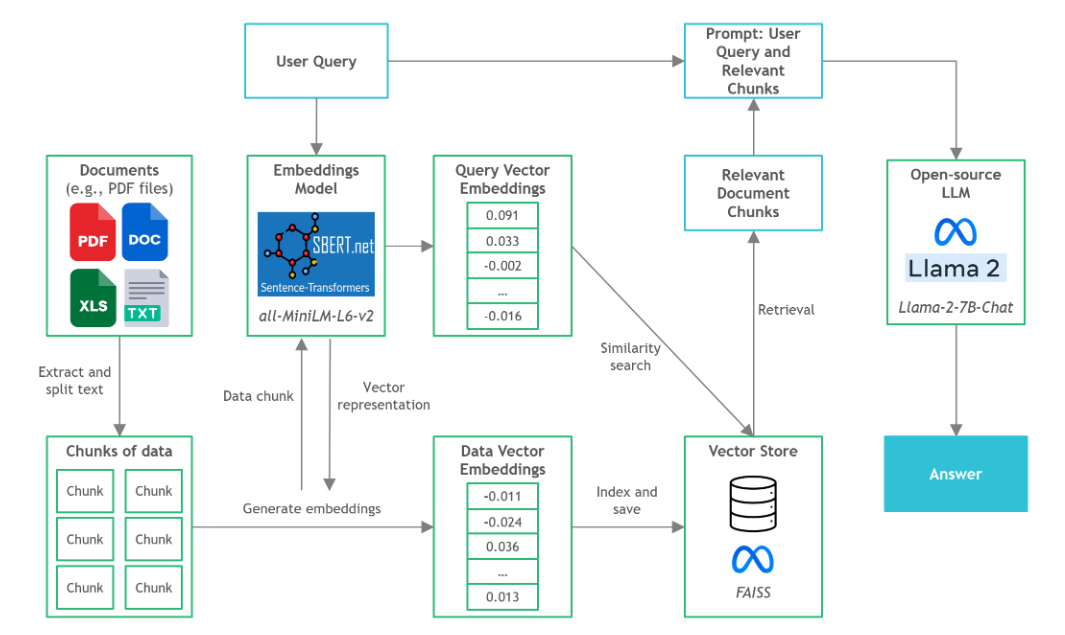 User Query
Prompt: User
Query and
Relevant
Chunks
Documents
(e.g., PDF files)
PDF
DOC
XLS
TXT
Embeddings
Model
SBERT.net
Sentence-Transformers
all-MiniLM-L6-v2
Query Vector
Embeddings
0.091
0.033
-0.002
...
-0.016
Relevant
Document
Chunks
Open-source
LLM
Llama 2
Llama-2-7B-Chat
Extract and
split text
Data chunk
Vector
representation
Similarity
search
Retrieval
Chunks of data
Chunk
Chunk
Chunk
Chunk
Chunk
Chunk
Generate embeddings
Data Vector
Embeddings
-0.011
-0.024
0.036
...
0.013
Index and
save
Vector Store
FAISS
Answer